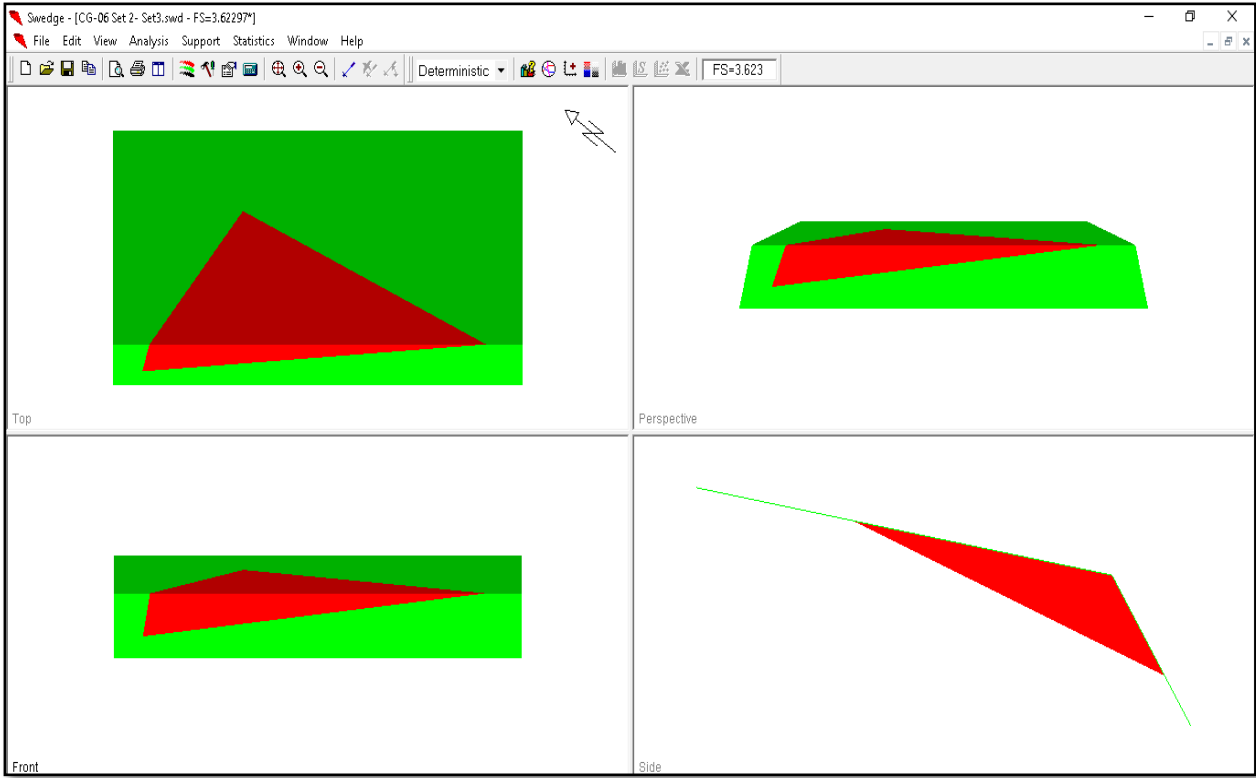 Swedge - [CG-06 Set 2- Set3.swd - FS=3.62297*]
File Edit View Analysis Support Statistics Window Help
Deterministic FS=3.623
Top
Perspective
Front
Side